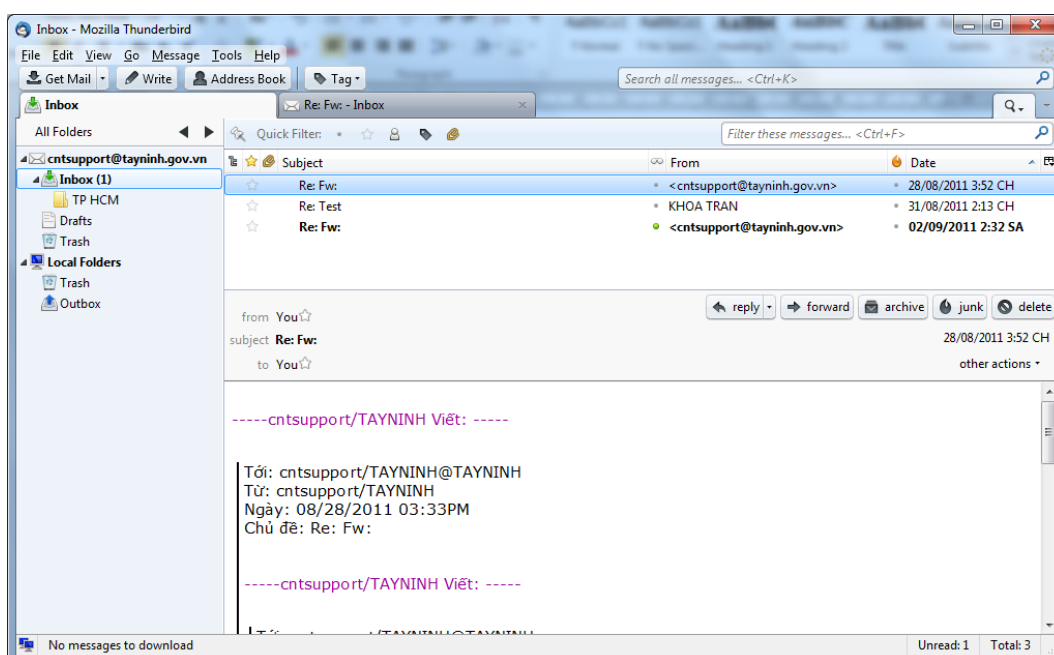 Inbox - Mozilla Thunderbird
File Edit View Go Message Tools Help
Get Mail Write Address Book Tag
Search all messages... <Ctrl+K>
Inbox
Re: Fw: - Inbox
All Folders
Quick Filter:
Filter these messages... <Ctrl+F>
cntsupport@tayninh.gov.vn
Subject From Date
Inbox (1)
Re: Fw: <cntsupport@tayninh.gov.vn> 28/08/2011 3:52 CH
TP HCM
Re: Test KHOA TRAN 31/08/2011 2:13 CH
Drafts
Re: Fw: <cntsupport@tayninh.gov.vn> 02/09/2011 2:32 SA
Trash
Local Folders
Trash
Outbox
reply forward archive junk delete
from You
subject Re: Fw:
28/08/2011 3:52 CH
to You
other actions
-----cntsupport/TAYNINH Viết: -----
Tới: cntsupport/TAYNINH@TAYNINH
Từ: cntsupport/TAYNINH
Ngày: 08/28/2011 03:33PM
Chủ đề: Re: Fw:
-----cntsupport/TAYNINH Viết: -----
No messages to download
Unread: 1 Total: 3